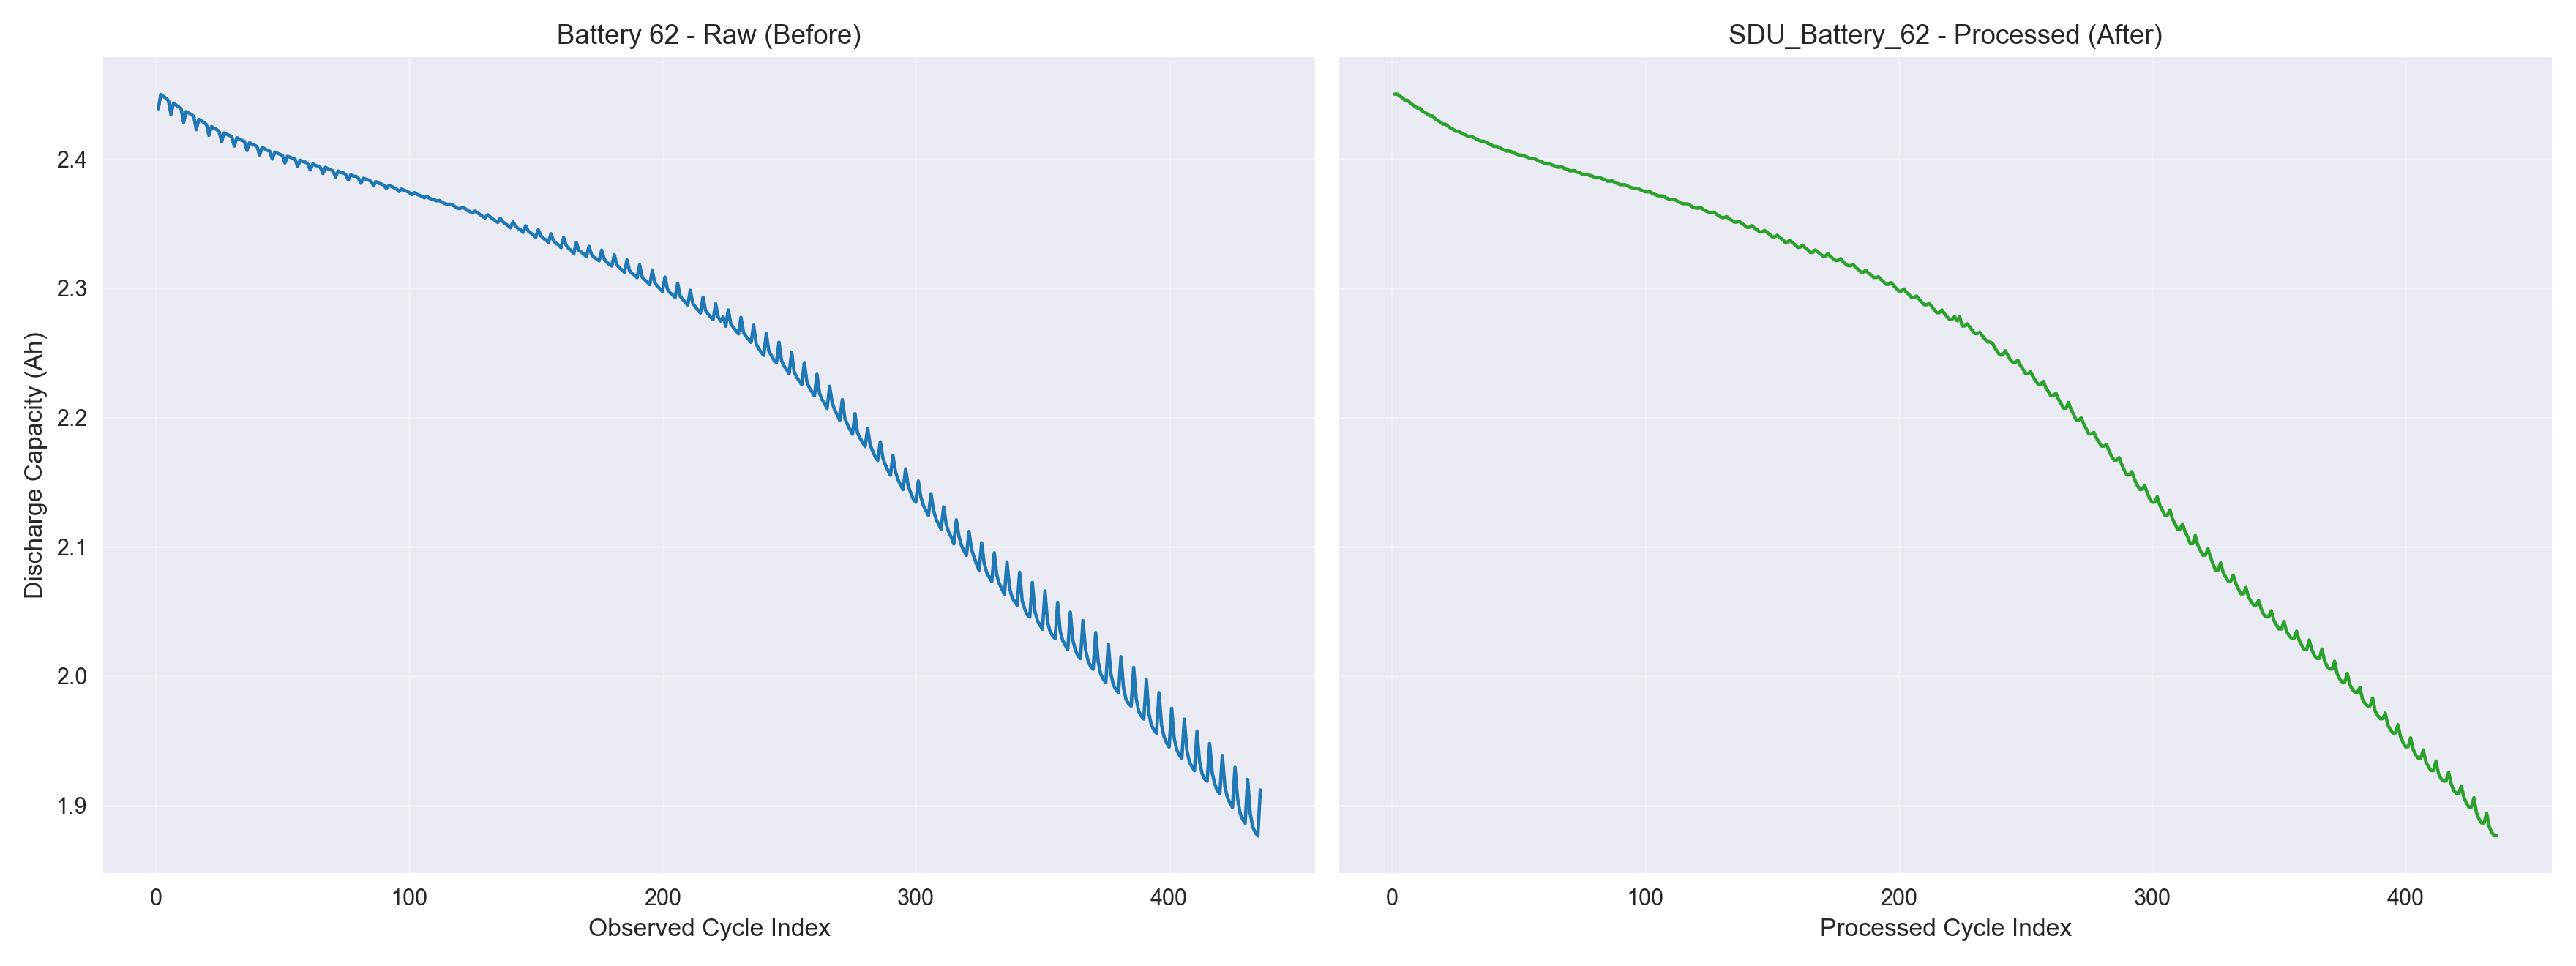 Battery 62 - Raw (Before)
SDU_Battery_62 - Processed (After)
Discharge Capacity (Ah)
2.4
2.3
2.2
2.1
2.0
1.9
0 100 200 300 400
0 100 200 300 400
Observed Cycle Index
Processed Cycle Index